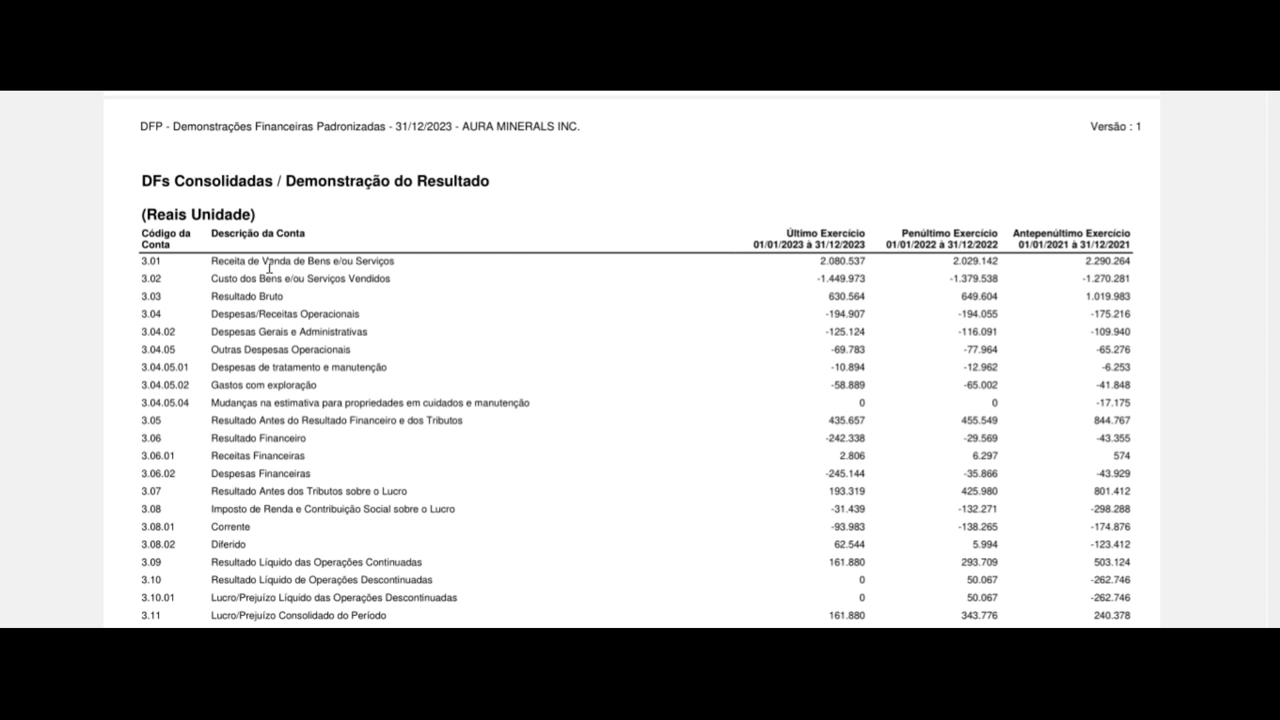 DFP - Demonstrações Financeiras Padronizadas - 31/12/2023 - AURA MINERALS INC. Versão : 1
DFs Consolidadas / Demonstração do Resultado
(Reais Unidade)
Código da Conta Descrição da Conta Último Exercício 01/01/2023 à 31/12/2023 Penúltimo Exercício 01/01/2022 à 31/12/2022 Antepenúltimo Exercício 01/01/2021 à 31/12/2021
3.01 Receita de Venda de Bens e/ou Serviços 2.080.537 2.029.142 2.290.264
3.02 Custo dos Bens e/ou Serviços Vendidos -1.449.973 -1.379.538 -1.270.281
3.03 Resultado Bruto 630.564 649.604 1.019.983
3.04 Despesas/Receitas Operacionais -194.907 -194.055 -175.216
3.04.02 Despesas Gerais e Administrativas -125.124 -116.091 -109.940
3.04.05 Outras Despesas Operacionais -69.783 -77.964 -65.276
3.04.05.01 Despesas de tratamento e manutenção -10.894 -12.962 -6.253
3.04.05.02 Gastos com exploração -58.889 -65.002 -41.848
3.04.05.04 Mudanças na estimativa para propriedades em cuidados e manutenção 0 0 -17.175
3.05 Resultado Antes do Resultado Financeiro e dos Tributos 435.657 455.549 844.767
3.06 Resultado Financeiro -242.338 -29.569 -43.355
3.06.01 Receitas Financeiras 2.806 6.297 574
3.06.02 Despesas Financeiras -245.144 -35.866 -43.929
3.07 Resultado Antes dos Tributos sobre o Lucro 193.319 425.980 801.412
3.08 Imposto de Renda e Contribuição Social sobre o Lucro -31.439 -132.271 -298.288
3.08.01 Corrente -93.983 -138.265 -174.876
3.08.02 Diferido 62.544 5.994 -123.412
3.09 Resultado Líquido das Operações Continuadas 161.880 293.709 503.124
3.10 Resultado Líquido de Operações Descontinuadas 0 50.067 -262.746
3.10.01 Lucro/Prejuízo Líquido das Operações Descontinuadas 0 50.067 -262.746
3.11 Lucro/Prejuízo Consolidado do Período 161.880 343.776 240.378